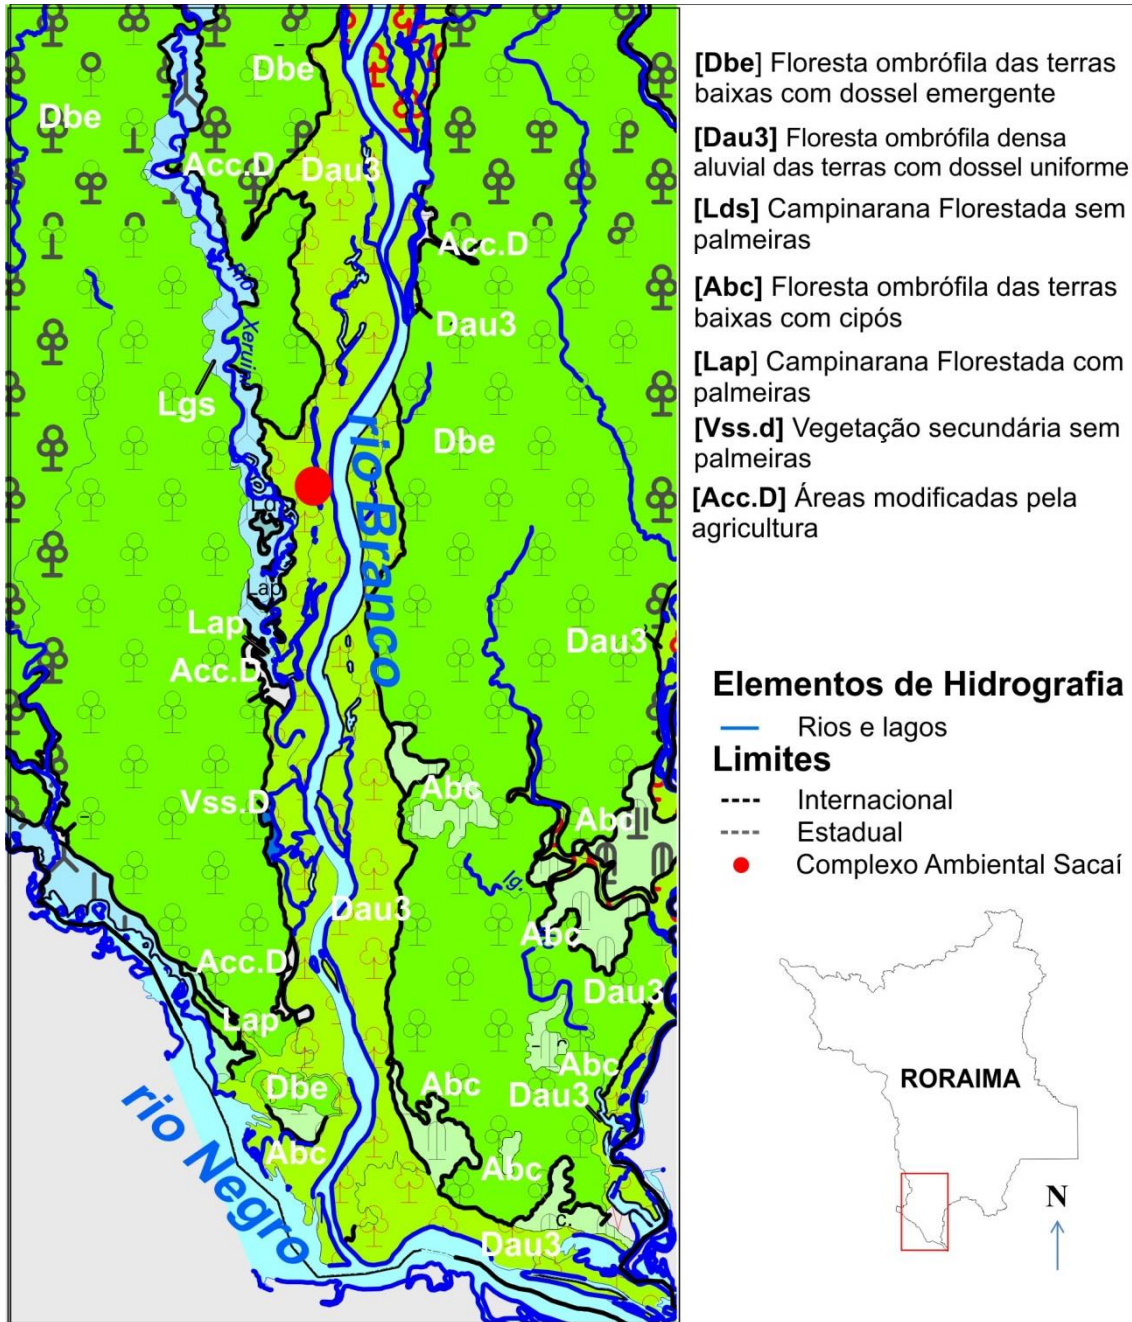 Dbe
Dbe
Acc.D
Dau3
Acc.D
Rio Xeruini
Dau3
Lgs
Dbe
rio Branco
Lap
Lap
Dau3
Acc.D
Abc
Vss.D
Abc
Ig.
Dau3
Abc
Acc.D
Dau3
Lap
Abc
Dbe
Abc
Dau3
rio Negro
Abc
Abc
c.
Dau3
[Dbe] Floresta ombrófila das terras
baixas com dossel emergente
[Dau3] Floresta ombrófila densa
aluvial das terras com dossel uniforme
[Lds] Campinarana Florestada sem
palmeiras
[Abc] Floresta ombrófila das terras
baixas com cipós
[Lap] Campinarana Florestada com
palmeiras
[Vss.d] Vegetação secundária sem
palmeiras
[Acc.D] Áreas modificadas pela
agricultura
Elementos de Hidrografia
Rios e lagos
Limites
Internacional
Estadual
Complexo Ambiental Sacaí
RORAIMA
N